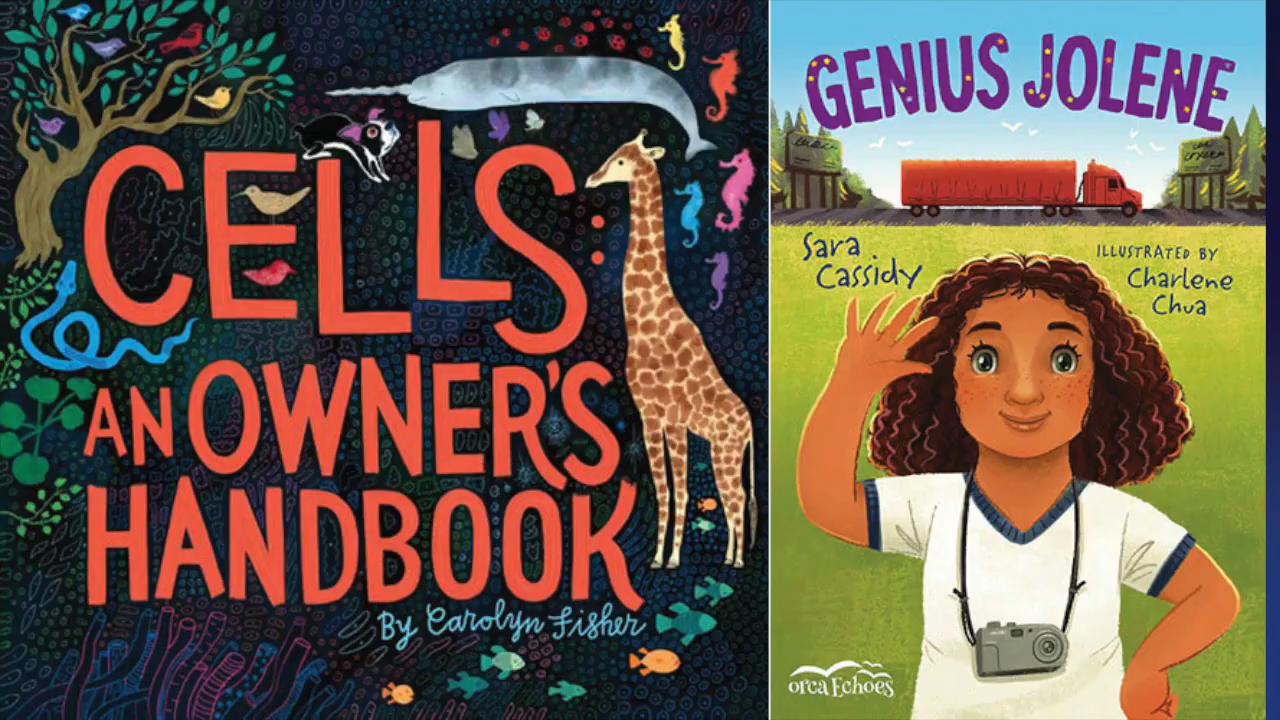 CELLS:
AN OWNER'S
HANDBOOK
By Carolyn Fisher
GENIUS JOLENE
Sara
Cassidy
ILLUSTRATED BY
Charlene
Chua
orca Echoes